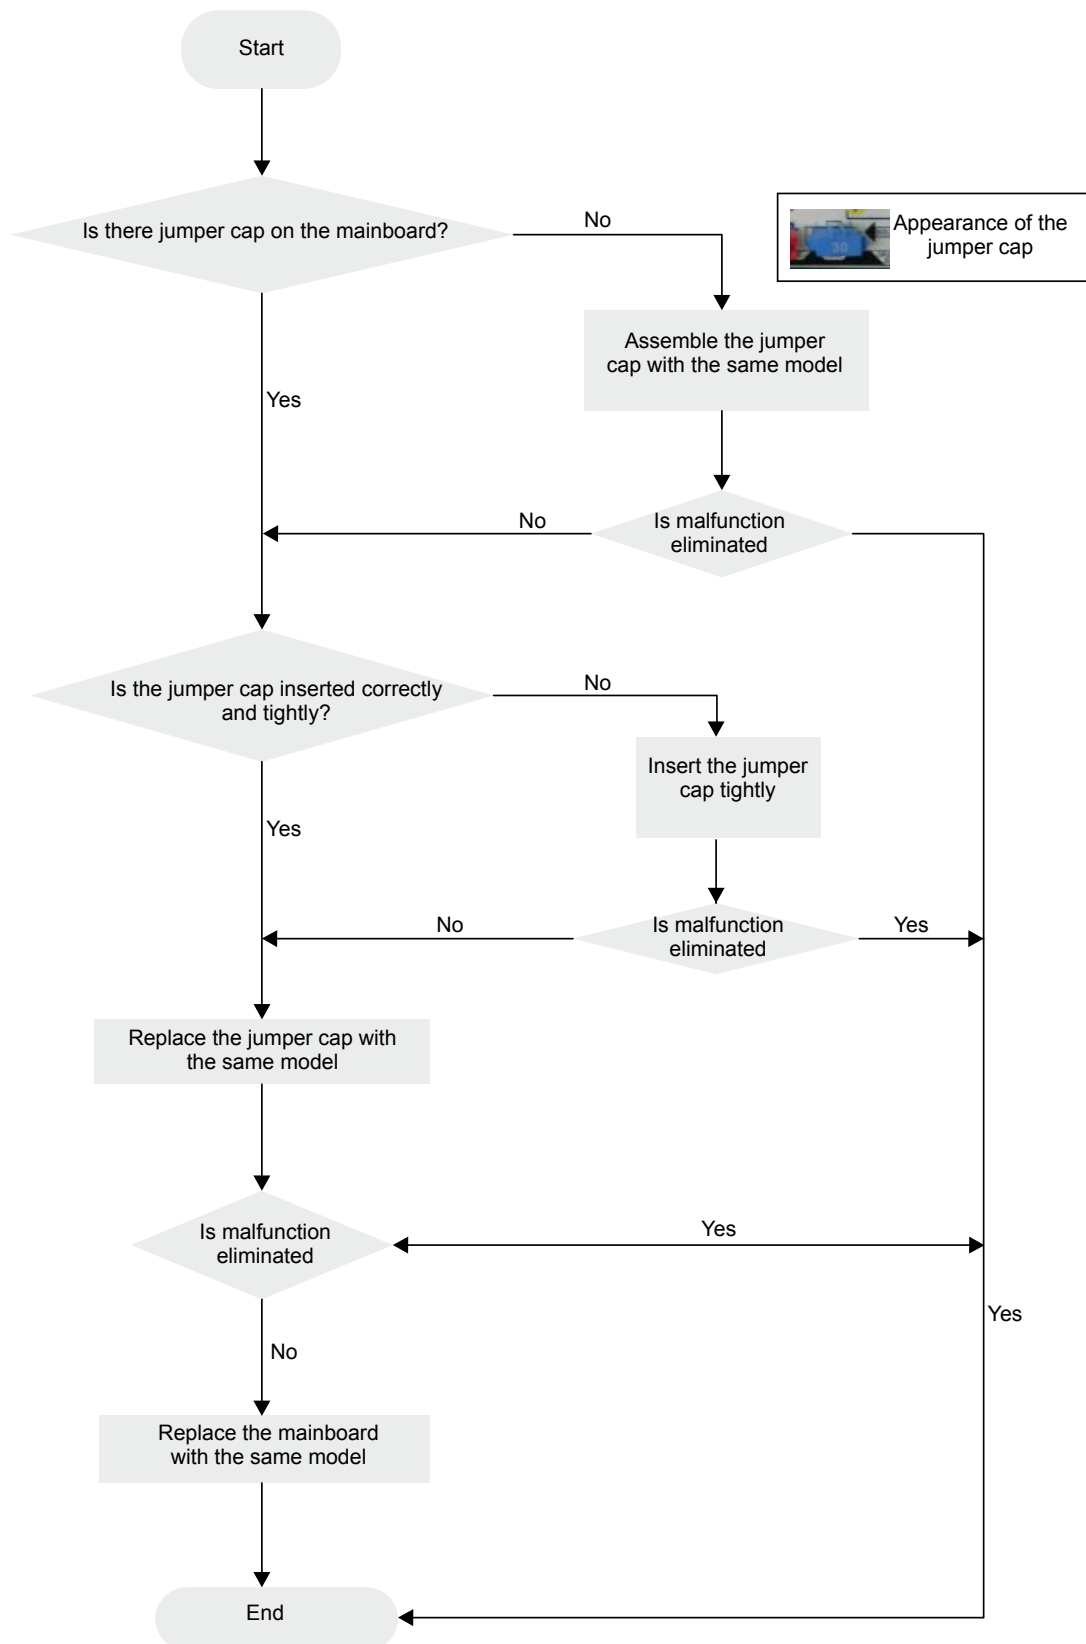 Start
Is there jumper cap on the mainboard?
No
Appearance of the
jumper cap
30
Assemble the jumper
cap with the same model
Yes
No
Is malfunction
eliminated
Is the jumper cap inserted correctly
and tightly?
No
Insert the jumper
cap tightly
Yes
No
Is malfunction
eliminated
Yes
Replace the jumper cap with
the same model
Is malfunction
eliminated
Yes
Yes
No
Replace the mainboard
with the same model
End